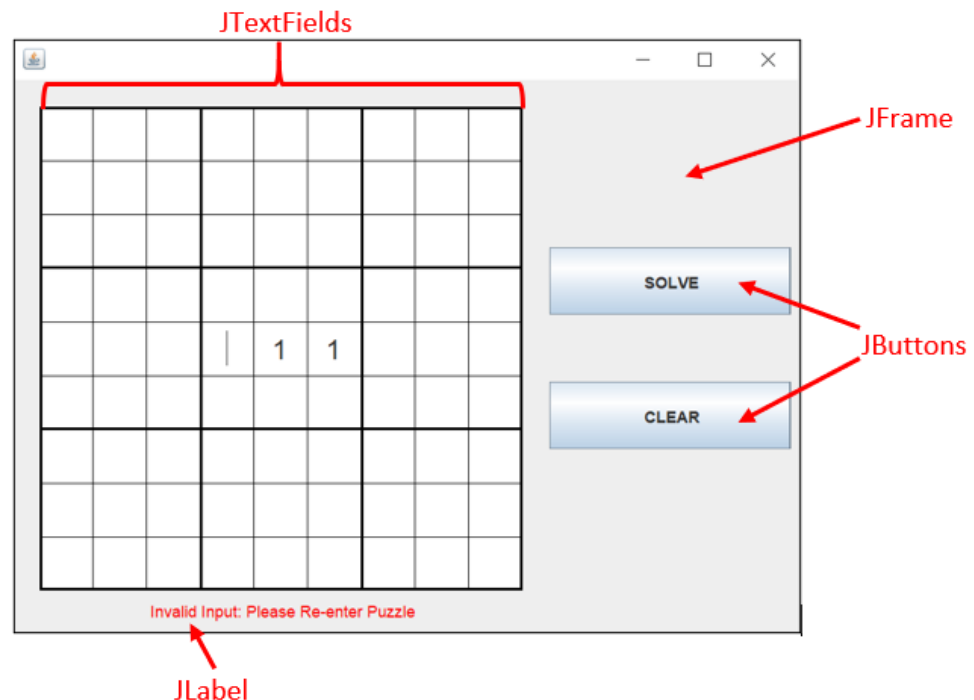 JTextFields
JFrame
SOLVE
1 1
JButtons
CLEAR
Invalid Input: Please Re-enter Puzzle
JLabel